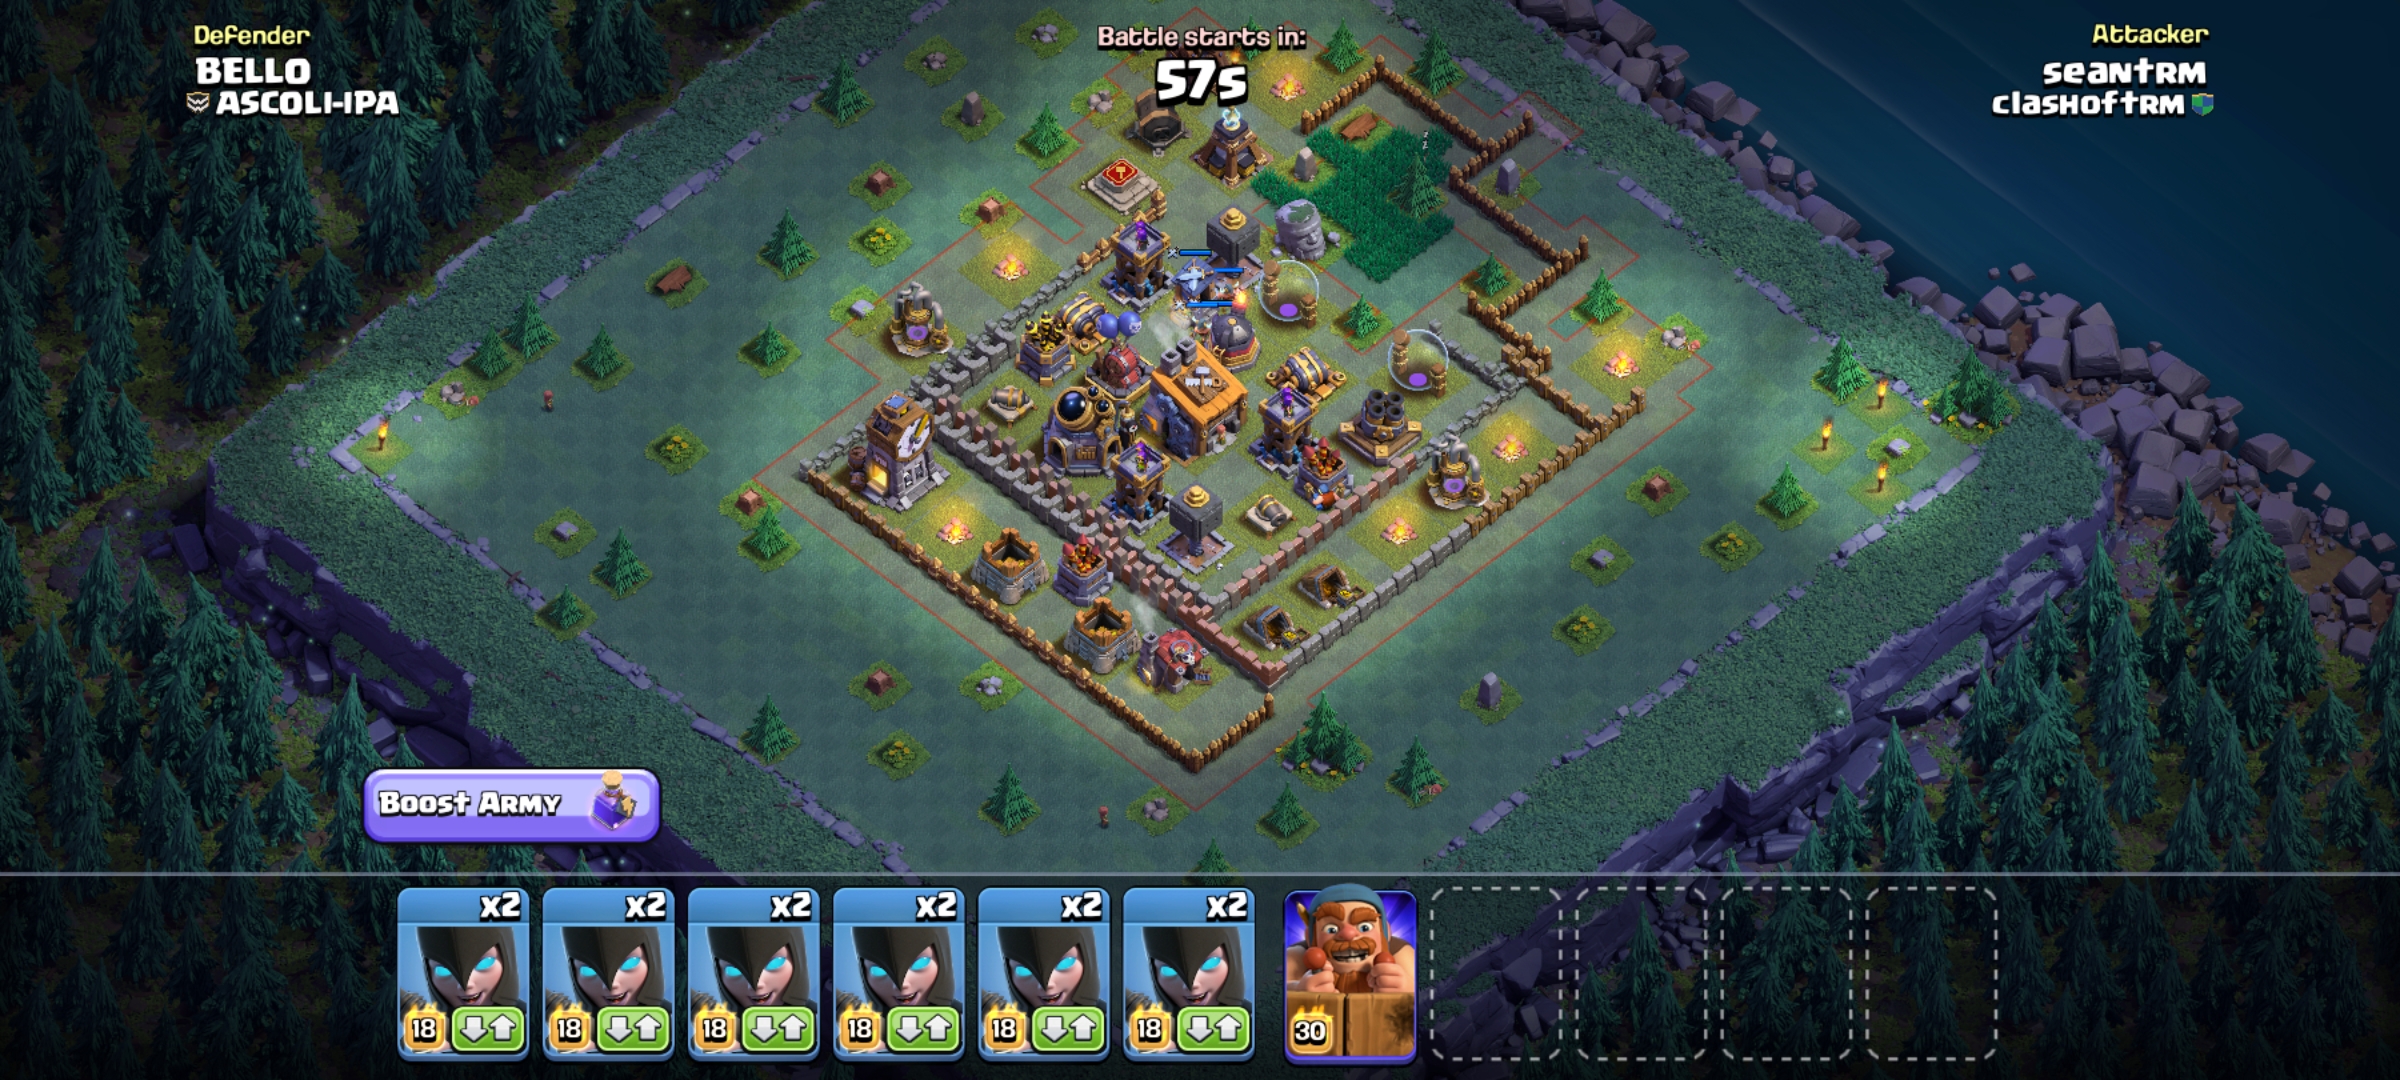 Defender
BELLO
ASCOLI-IPA
Battle starts in:
57s
Attacker
seantRM
clashoftRM
Boost Army
x2
x2
x2
x2
x2
x2
18
18
18
18
18
18
30